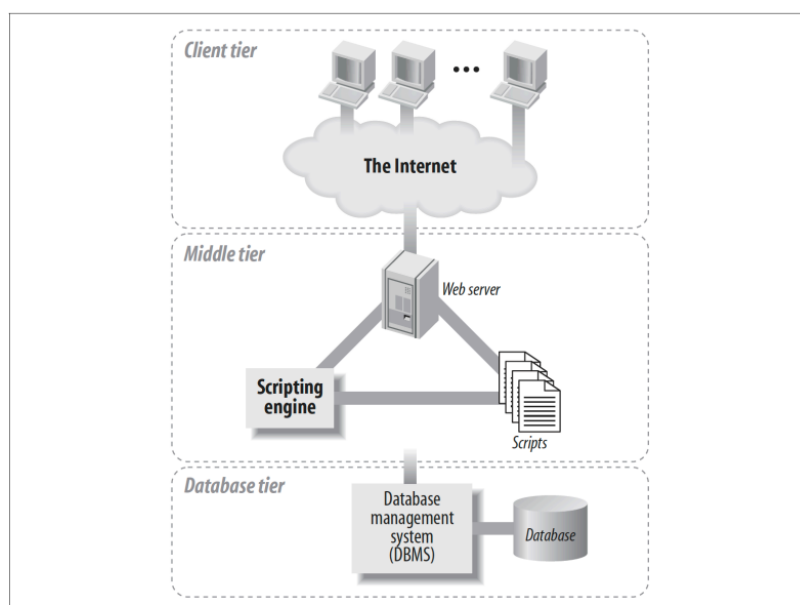 Client tier
The Internet
Middle tier
Web server
Scripting
engine
Scripts
Database tier
Database
management
system
(DBMS)
Database